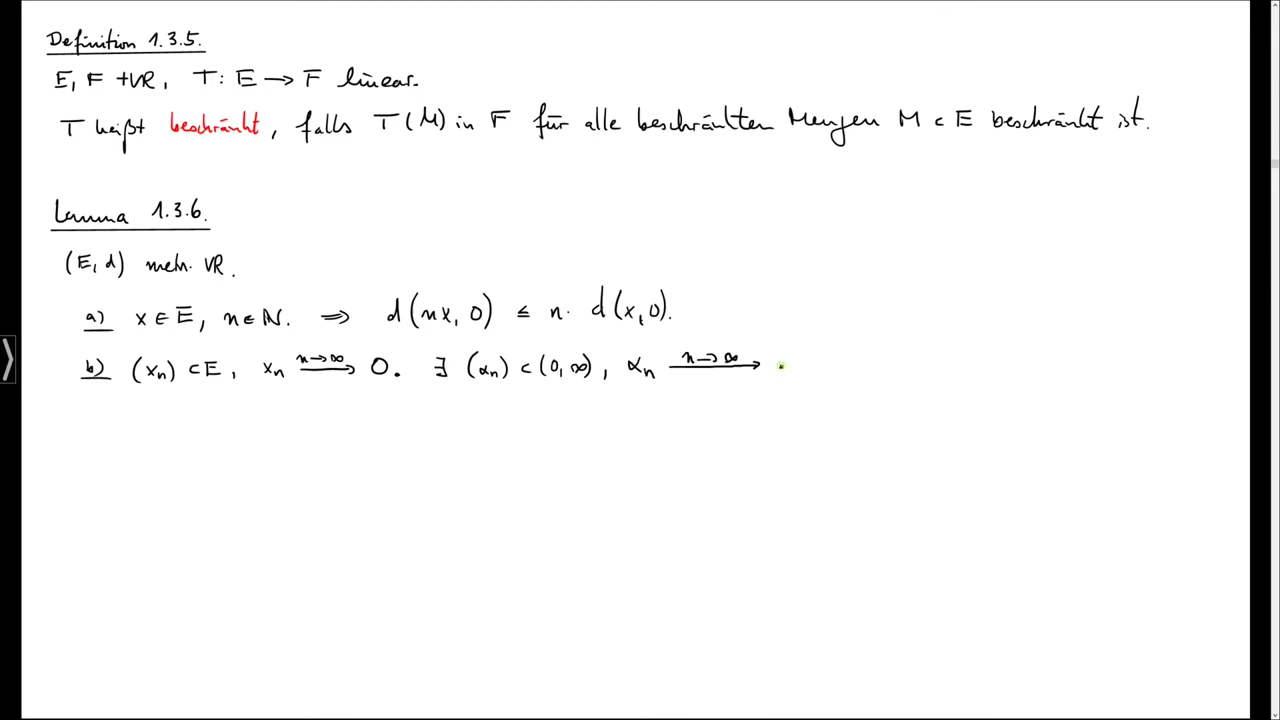 Definition 1.3.5.
E, F tVR, T: E → F linear.
T heißt beschränkt, falls T(M) in F für alle beschränkten Mengen M ⊂ E beschränkt ist.
Lemma 1.3.6.
(E, d) metr. VR.
a) x ∈ E, n ∈ ℕ. ⇒ d(nx, 0) ≤ n · d(x, 0).
b) (xₙ) ⊂ E, xₙ —n→∞→ 0. ∃ (αₙ) ⊂ (0, ∞), αₙ —n→∞→